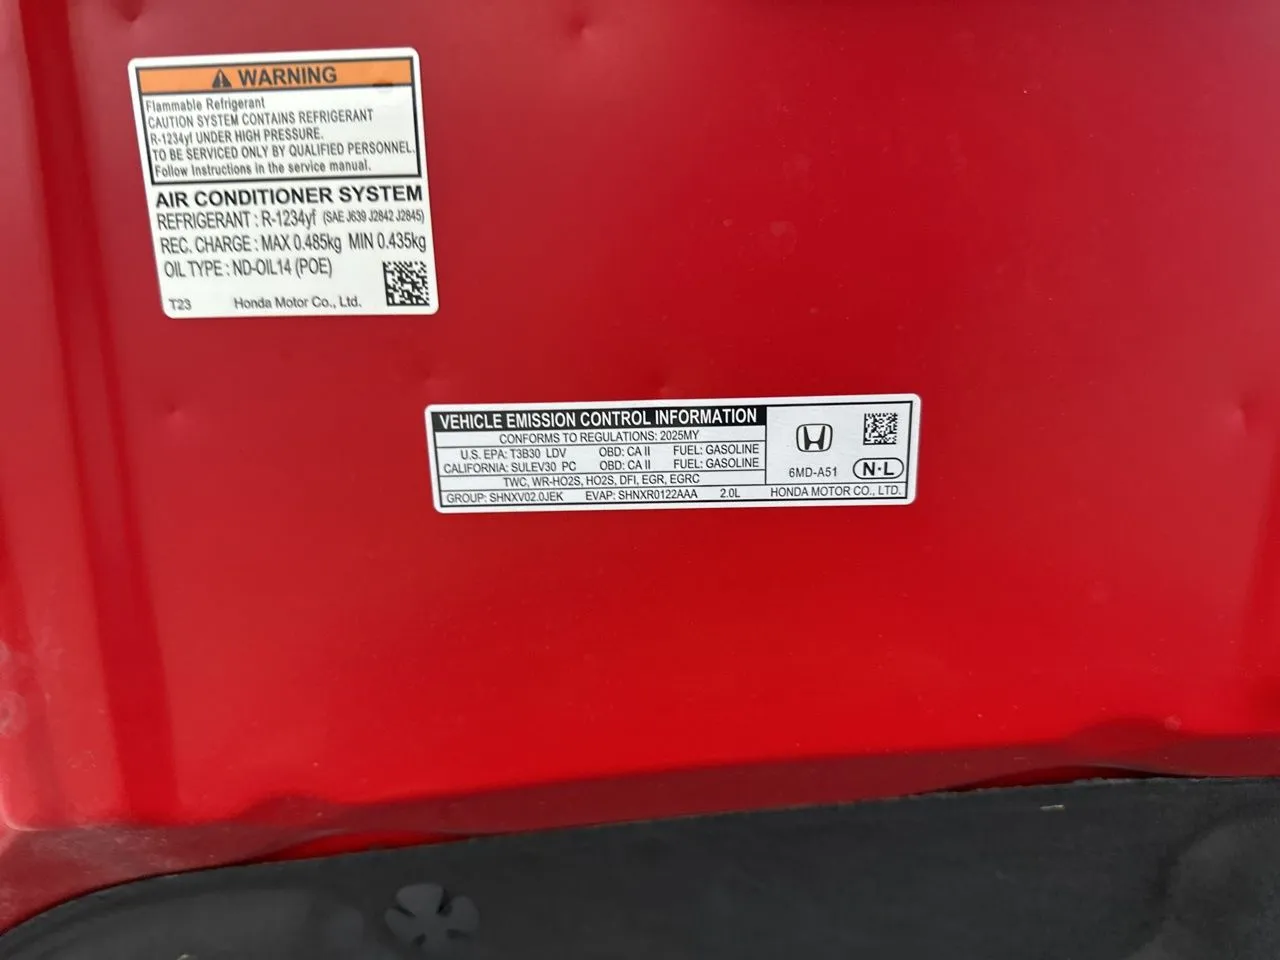 WARNING
Flammable Refrigerant
CAUTION SYSTEM CONTAINS REFRIGERANT
R-1234yf UNDER HIGH PRESSURE.
TO BE SERVICED ONLY BY QUALIFIED PERSONNEL.
Follow Instructions in the service manual.
AIR CONDITIONER SYSTEM
REFRIGERANT : R-1234yf (SAE J639 J2842 J2845)
REC. CHARGE : MAX 0.485kg MIN 0.435kg
OIL TYPE : ND-OIL14 (POE)
T23 Honda Motor Co., Ltd.
VEHICLE EMISSION CONTROL INFORMATION
CONFORMS TO REGULATIONS: 2025MY
U.S. EPA: T3B30 LDV OBD: CA II FUEL: GASOLINE
CALIFORNIA: SULEV30 PC OBD: CA II FUEL: GASOLINE
TWC, WR-HO2S, HO2S, DFI, EGR, EGRC
GROUP: SHNXV02.0JEK EVAP: SHNXR0122AAA 2.0L
6MD-A51 N-L
HONDA MOTOR CO., LTD.